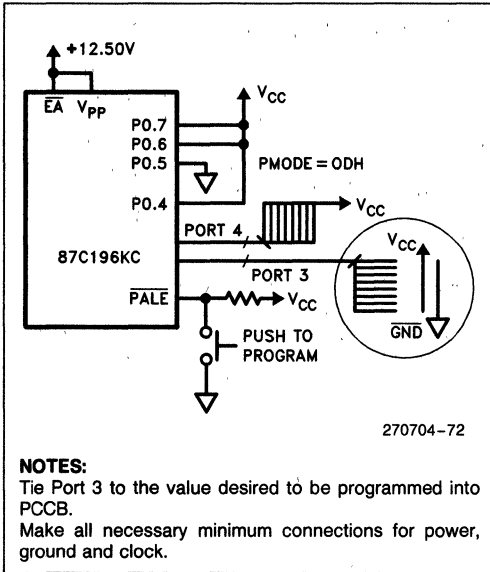 +12.50V
EA VPP
VCC
P0.7
P0.6
P0.5
PMODE = 0DH
P0.4
VCC
PORT 4
VCC
87C196KC
PORT 3
PALE
VCC
GND
PUSH TO
PROGRAM
270704-72
NOTES:
Tie Port 3 to the value desired to be programmed into
PCCB.
Make all necessary minimum connections for power,
ground and clock.